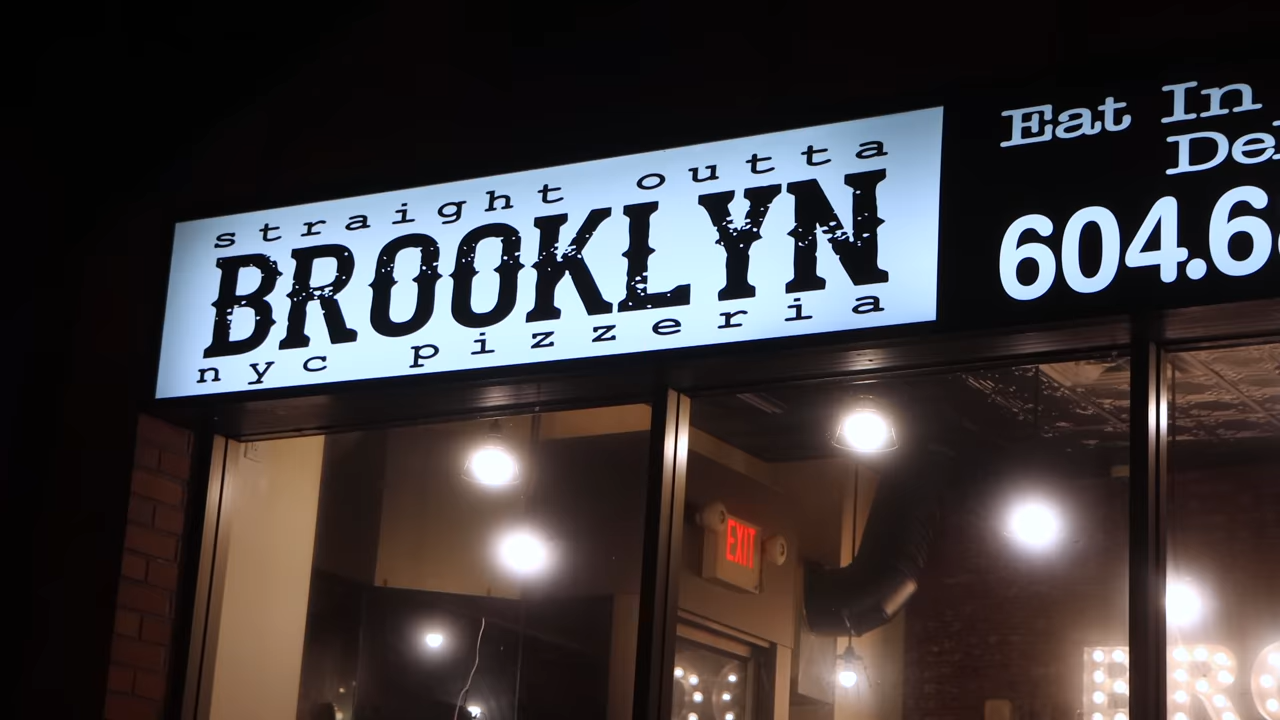 straight outta
BROOKLYN
nyc pizzeria
Eat In
604.6
EXIT